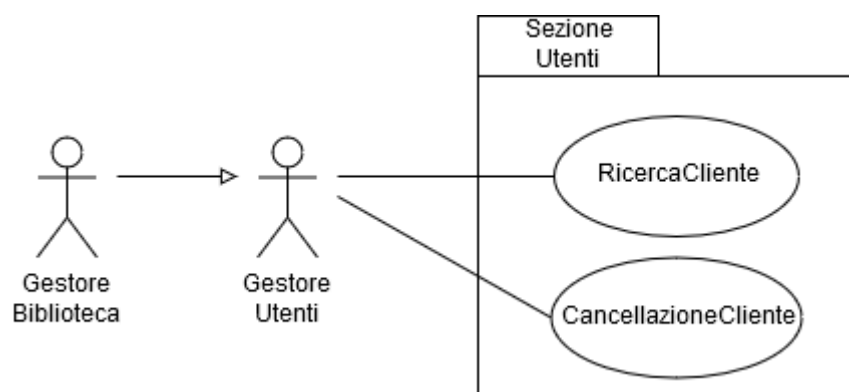 Sezione
Utenti
RicercaCliente
Gestore
Biblioteca
Gestore
Utenti
CancellazioneCliente